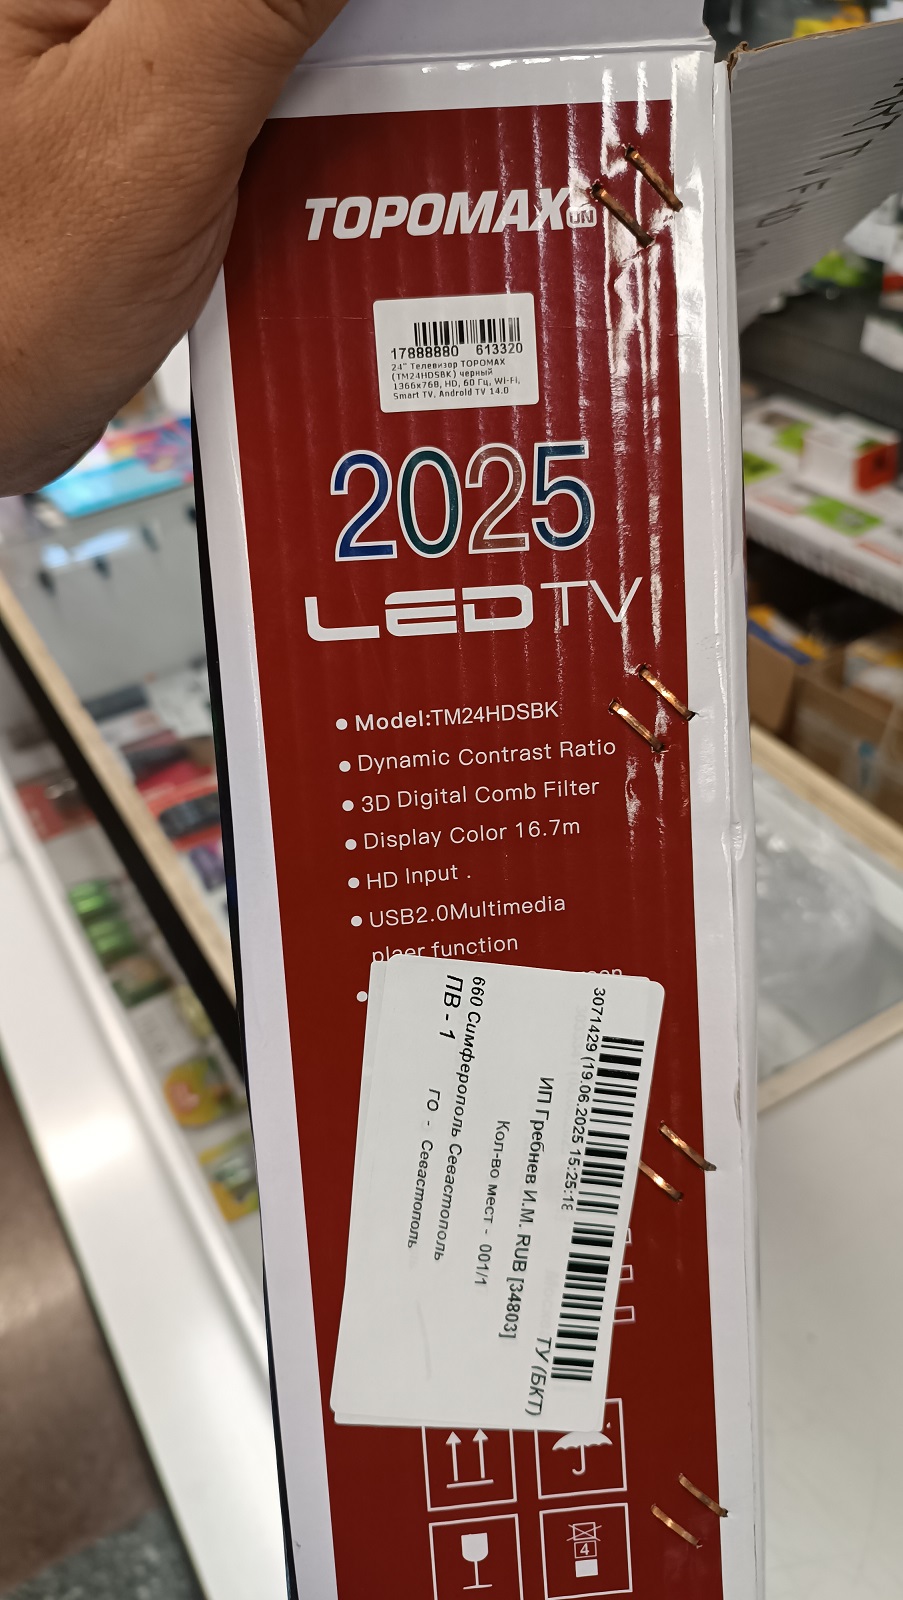 TOPOMAX
ON
17888880 613320
24" Телевизор TOPOMAX
(TM24HDSBK) черный
1366x768, HD, 60 Гц, Wi-Fi,
Smart TV, Android TV 14.0
2025
LED TV
Model:TM24HDSBK
Dynamic Contrast Ratio
3D Digital Comb Filter
Display Color 16.7m
HD Input .
USB2.0Multimedia
plaer function
3071429 (19.06.2025 15:25:18
ТУ (БКТ)
ИП Гребнев И.М. RUB [34803]
Кол-во мест - 001/1
660 Симферополь Севастополь
ПВ - 1
ГО - Севастополь
4